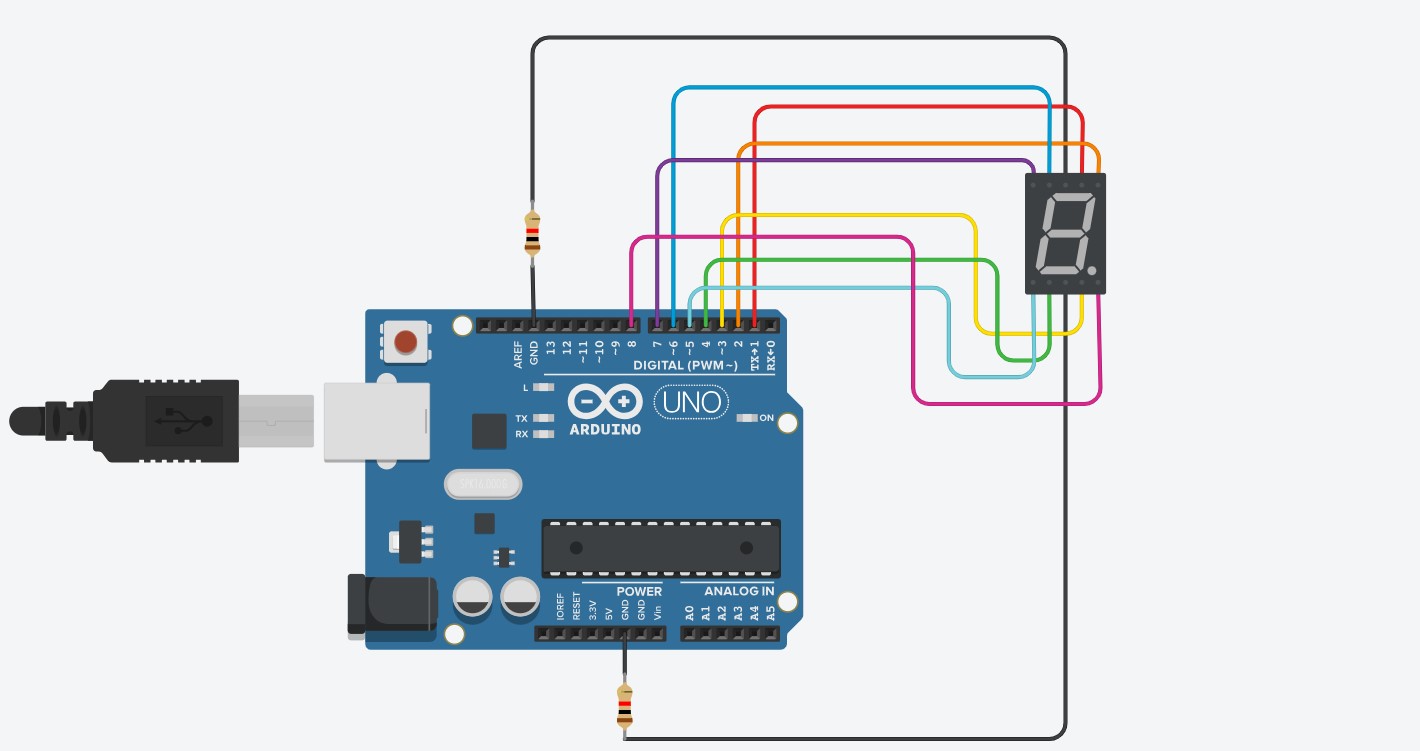 AREF
GND
13
12
~11
~10
~9
8
7
~6
~5
4
~3
2
TX→1
RX←0
DIGITAL (PWM~)
L
TX
RX
UNO
ON
ARDUINO
POWER
ANALOG IN
IOREF
RESET
3.3V
5V
GND
GND
Vin
A0
A1
A2
A3
A4
A5